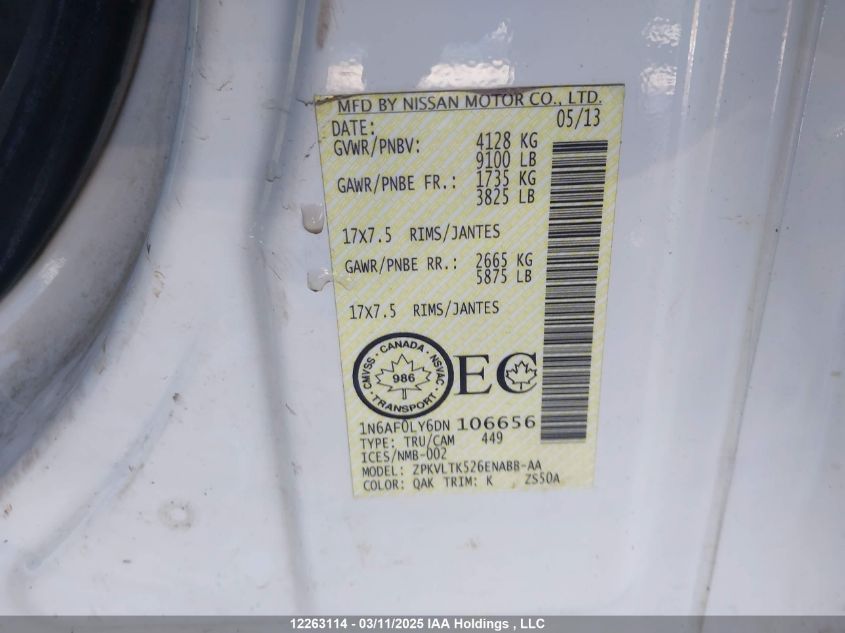 MFD BY NISSAN MOTOR CO., LTD.
DATE: 05/13
GVWR/PNBV: 4128 KG
9100 LB
GAWR/PNBE FR.: 1735 KG
3825 LB
17X7.5 RIMS/JANTES
GAWR/PNBE RR.: 2665 KG
5875 LB
17X7.5 RIMS/JANTES
CMVSS · CANADA · NSVAC
986
TRANSPORT
EC
1N6AF0LY6DN 106656
TYPE: TRU/CAM 449
ICES/NMB-002
MODEL: ZPKVLTK526ENABB-AA
COLOR: QAK TRIM: K ZS50A
12263114 - 03/11/2025 IAA Holdings , LLC